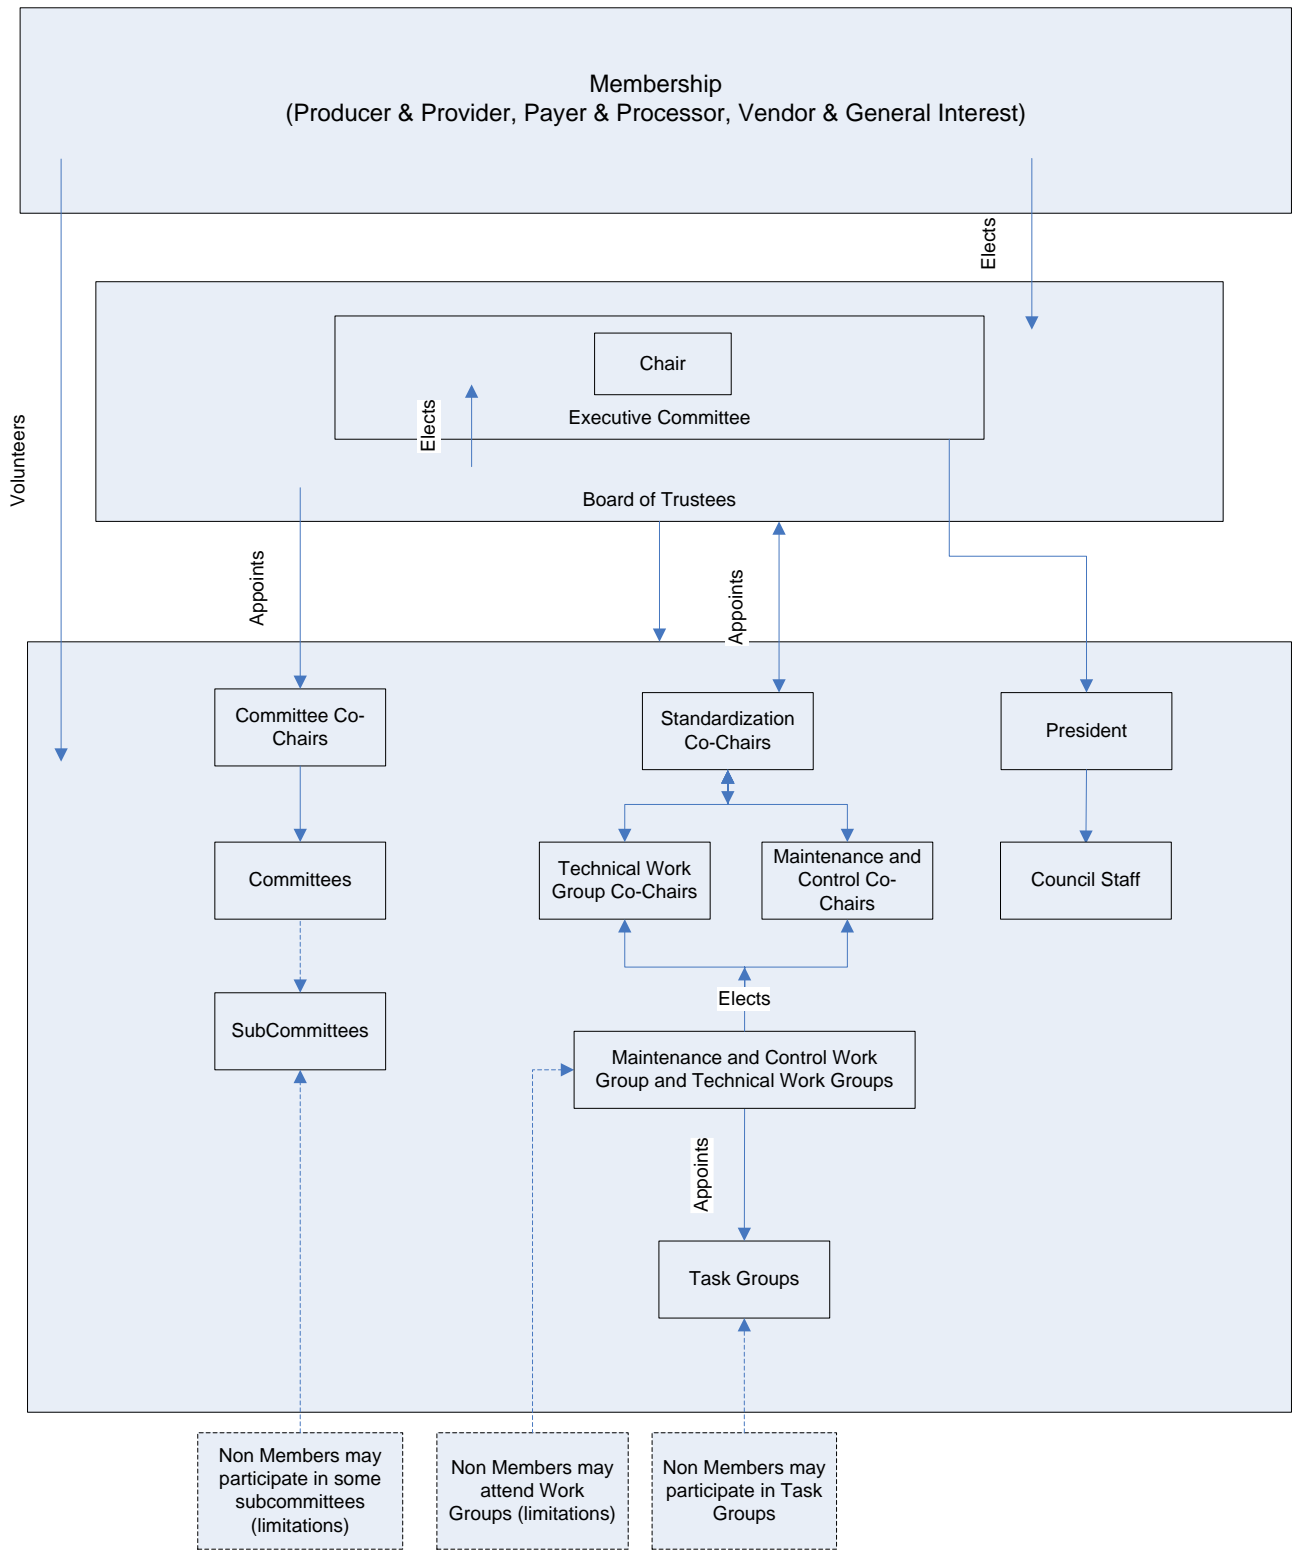 Membership
(Producer & Provider, Payer & Processor, Vendor & General Interest)
Elects
Chair
Elects
Executive Committee
Volunteers
Board of Trustees
Appoints
Appoints
Committee Co-
Chairs
Standardization
Co-Chairs
President
Committees
Technical Work
Group Co-Chairs
Maintenance and
Control Co-
Chairs
Council Staff
Elects
SubCommittees
Maintenance and Control Work
Group and Technical Work Groups
Appoints
Task Groups
Non Members may
participate in some
subcommittees
(limitations)
Non Members may
attend Work
Groups (limitations)
Non Members may
participate in Task
Groups